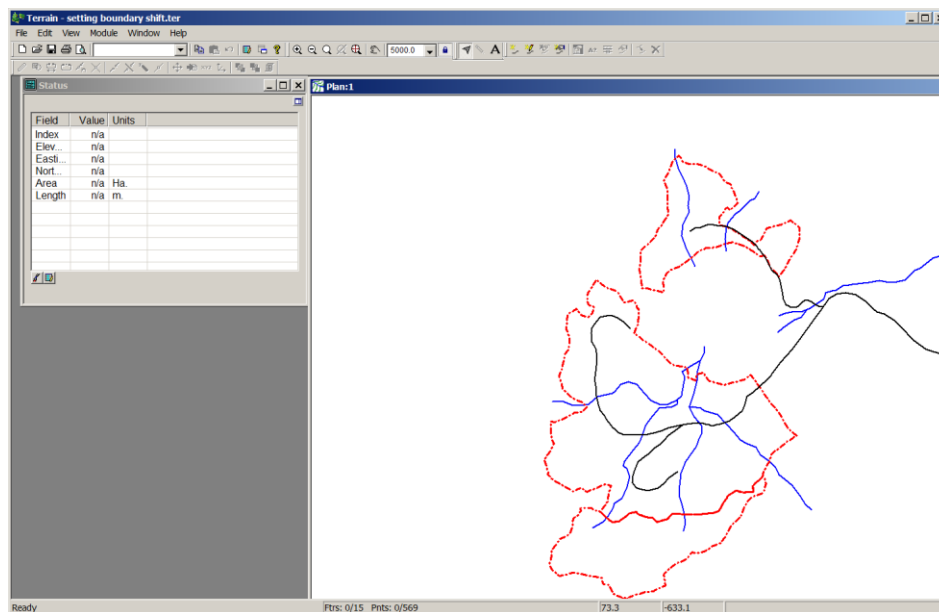 Terrain - setting boundary shift.ter
File Edit View Module Window Help
5000.0
A
Status
Field Value Units
Index n/a
Elev... n/a
Easti... n/a
Nort... n/a
Area n/a Ha.
Length n/a m.
Plan:1
Ready Ftrs: 0/15 Pnts: 0/569 73.3 -633.1